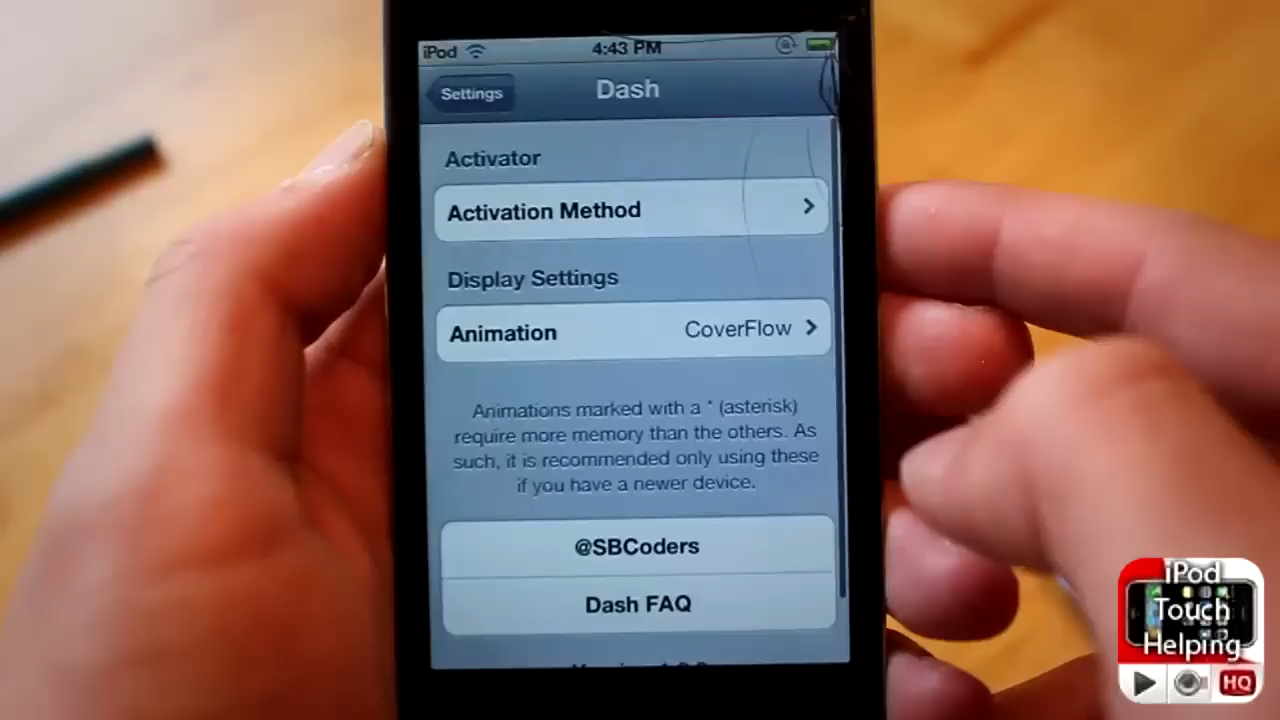 iPod
4:43 PM
Settings
Dash
Activator
Activation Method
Display Settings
Animation
CoverFlow
Animations marked with a * (asterisk)
require more memory than the others. As
such, it is recommended only using these
if you have a newer device.
@SBCoders
Dash FAQ
iPod
Touch
Helping
HQ